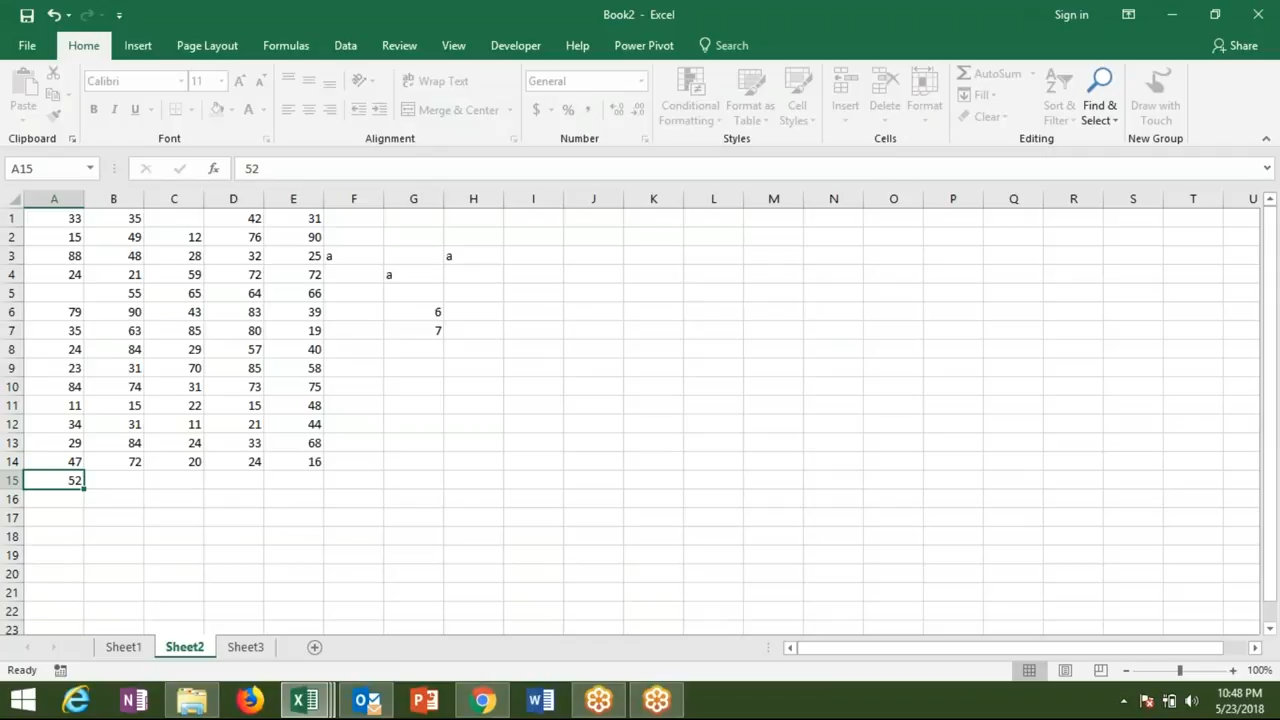 Book2 - Excel
Sign in
File Home Insert Page Layout Formulas Data Review View Developer Help Power Pivot Search Share
Paste
Calibri 11
B I U
Wrap Text
Merge & Center
General
$ % ,
Conditional Formatting
Format as Table
Cell Styles
Insert Delete Format
AutoSum
Fill
Clear
Sort & Filter
Find & Select
Draw with Touch
Clipboard Font Alignment Number Styles Cells Editing New Group
A15 fx 52
A B C D E F G H I J K L M N O P Q R S T U
1 33 35 42 31
2 15 49 12 76 90
3 88 48 28 32 25 a a
4 24 21 59 72 72 a
5 55 65 64 66
6 79 90 43 83 39 6
7 35 63 85 80 19 7
8 24 84 29 57 40
9 23 31 70 85 58
10 84 74 31 73 75
11 11 15 22 15 48
12 34 31 11 21 44
13 29 84 24 33 68
14 47 72 20 24 16
15 52
16
17
18
19
20
21
22
23
Sheet1 Sheet2 Sheet3
Ready 100%
10:48 PM
5/23/2018